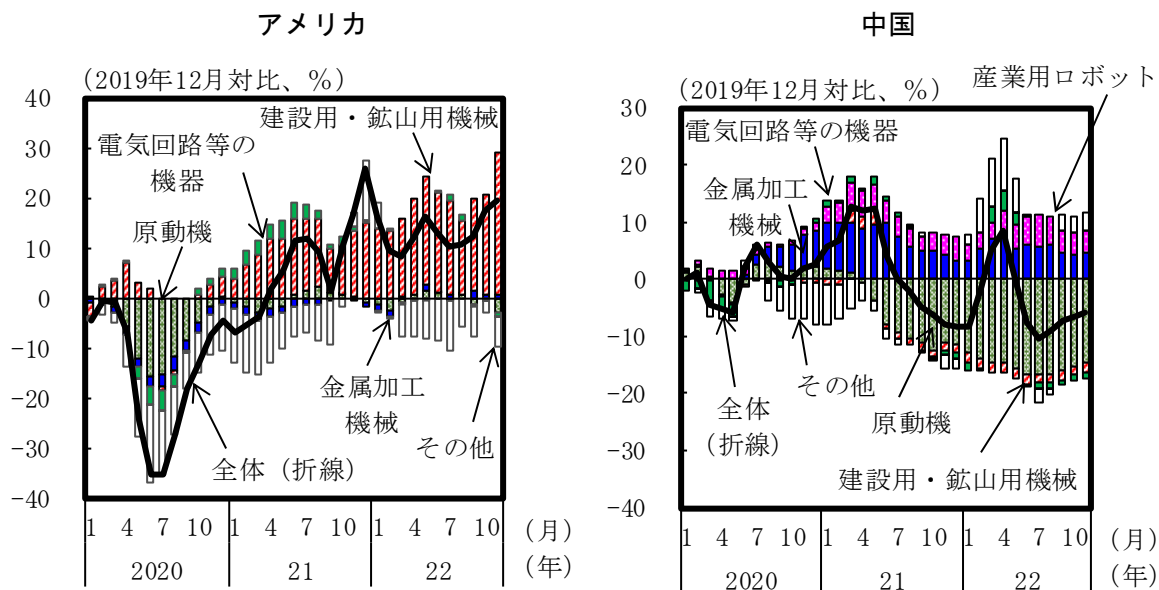 アメリカ
(2019年12月対比、%)
40
30
20
10
0
-10
-20
-30
-40
建設用・鉱山用機械
電気回路等の
機器
原動機
金属加工
機械
その他
全体（折線）
1 4 7 10 1 4 7 10 1 4 7 10 (月)
2020 21 22 (年)
中国
(2019年12月対比、%)
産業用ロボット
30
20
10
0
-10
-20
-30
-40
電気回路等の機器
金属加工
機械
その他
全体
（折線）
原動機
建設用・鉱山用機械
1 4 7 10 1 4 7 10 1 4 7 10 (月)
2020 21 22 (年)